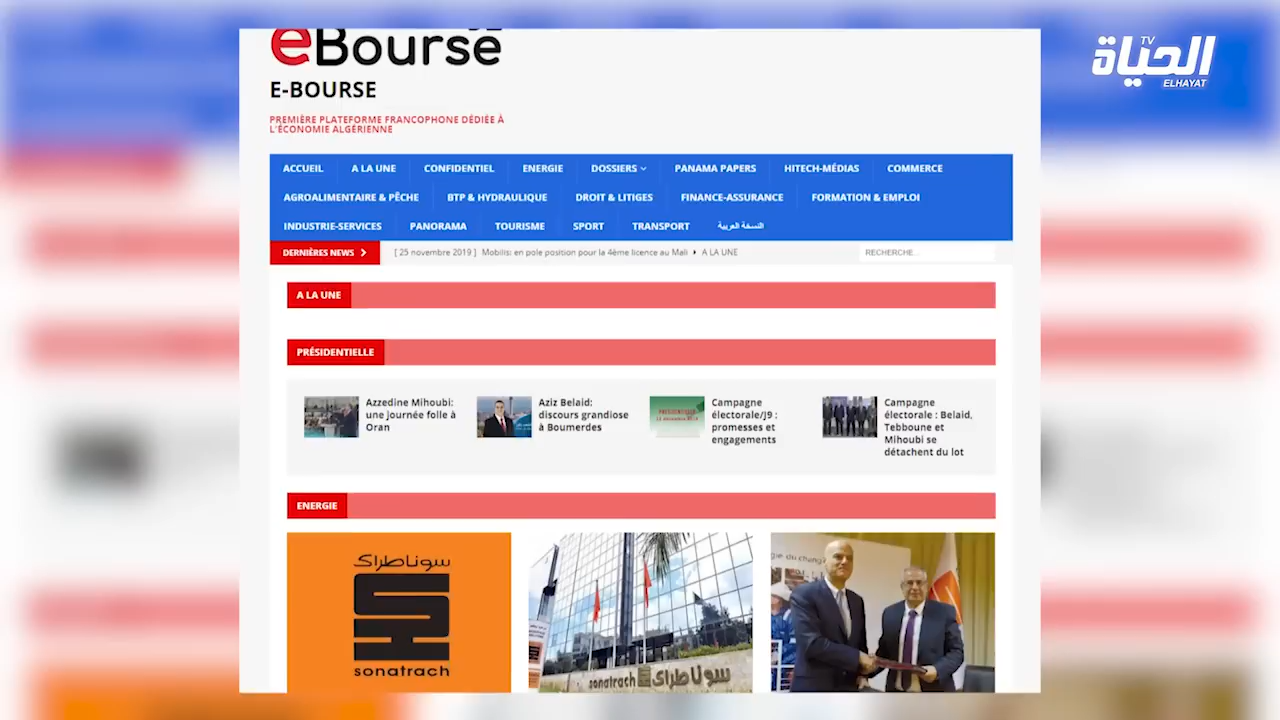 eBourse
الحياة TV
ELHAYAT
E-BOURSE
PREMIÈRE PLATEFORME FRANCOPHONE DÉDIÉE À
L'ÉCONOMIE ALGÉRIENNE
ACCUEIL A LA UNE CONFIDENTIEL ENERGIE DOSSIERS PANAMA PAPERS HITECH-MÉDIAS COMMERCE
AGROALIMENTAIRE & PÊCHE BTP & HYDRAULIQUE DROIT & LITIGES FINANCE-ASSURANCE FORMATION & EMPLOI
INDUSTRIE-SERVICES PANORAMA TOURISME SPORT TRANSPORT النسخة العربية
DERNIÈRES NEWS [ 25 novembre 2019 ] Mobilis: en pole position pour la 4ème licence au Mali A LA UNE RECHERCHE...
A LA UNE
PRÉSIDENTIELLE
Azzedine Mihoubi:
une journée folle à
Oran
Aziz Belaid:
discours grandiose
à Boumerdes
Campagne
électorale/J9 :
promesses et
engagements
Campagne
électorale : Belaid,
Tebboune et
Mihoubi se
détachent du lot
ENERGIE
سوناطراك
sonatrach
sonatrach سوناطراك
gie du chang